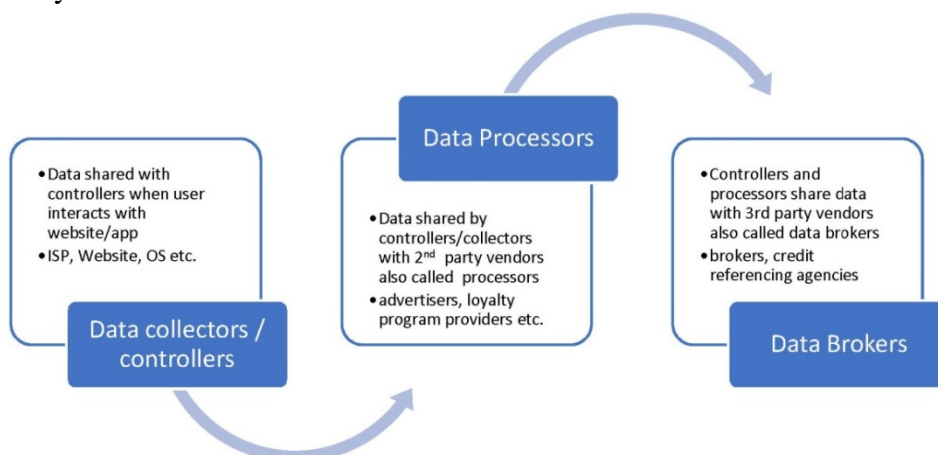 •Data shared with
controllers when user
interacts with
website/app
•ISP, Website, OS etc.
Data collectors /
controllers
Data Processors
•Data shared by
controllers/collectors
with 2nd party vendors
also called processors
•advertisers, loyalty
program providers etc.
•Controllers and
processors share data
with 3rd party vendors
also called data brokers
•brokers, credit
referencing agencies
Data Brokers